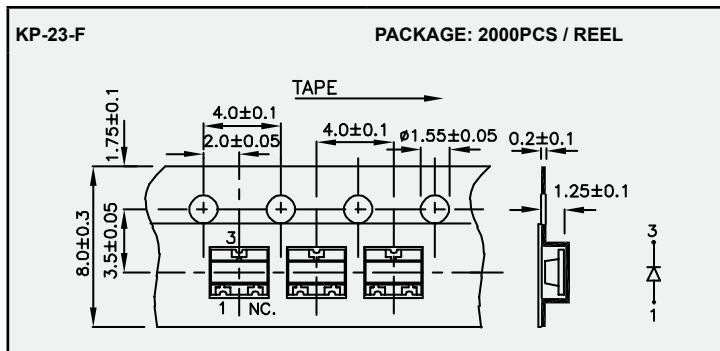 KP-23-F PACKAGE: 2000PCS / REEL
TAPE
1.75±0.1
4.0±0.1
2.0±0.05
4.0±0.1
ø1.55±0.05
0.2±0.1
1.25±0.1
8.0±0.3
3.5±0.05
3
1 NC.
3
1